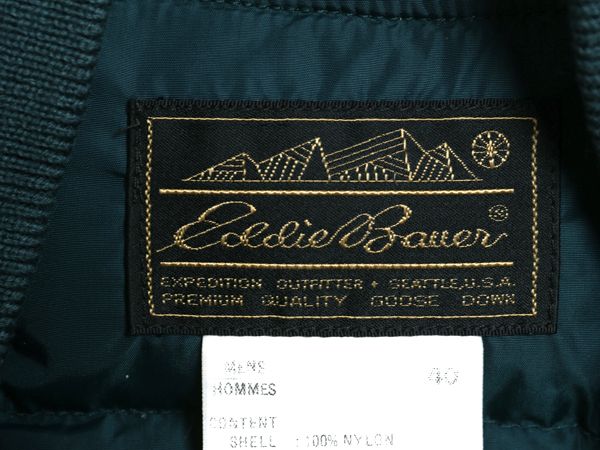 Eddie Bauer®
EXPEDITION OUTFITTER • SEATTLE, U.S.A.
PREMIUM QUALITY GOOSE DOWN
MENS 40
HOMMES
CONTENT
SHELL : 100% NYLON